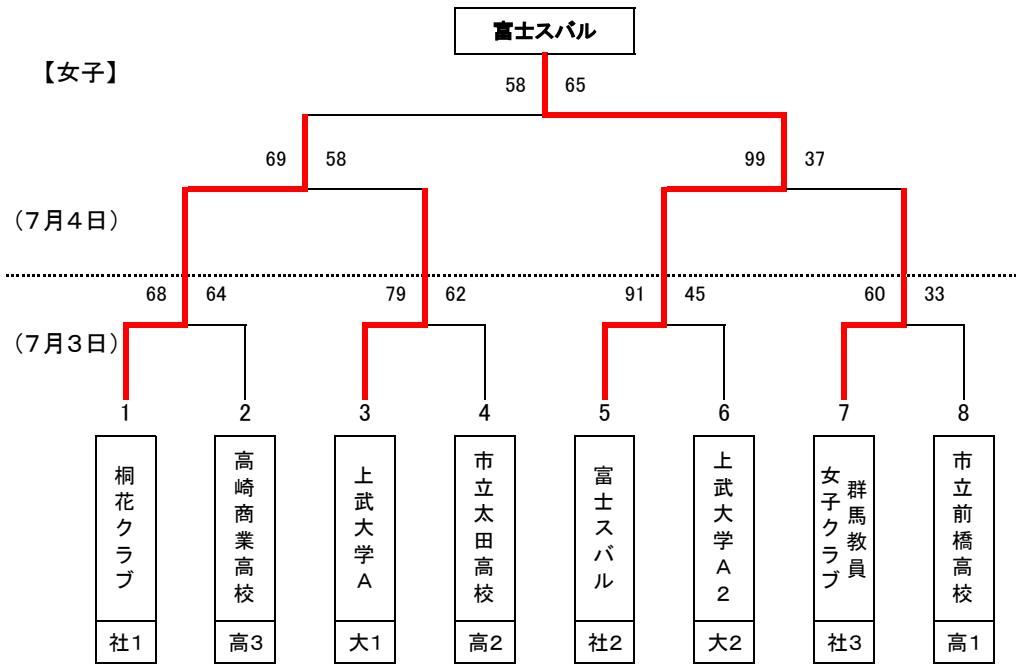 富士スバル
【女子】
58 65
69 58 99 37
(7月4日)
68 64 79 62 91 45 60 33
(7月3日)
1 2 3 4 5 6 7 8
桐花クラブ
高崎商業高校
上武大学A
市立太田高校
富士スバル
上武大学A2
群馬教員
女子クラブ
市立前橋高校
社1 高3 大1 高2 社2 大2 社3 高1